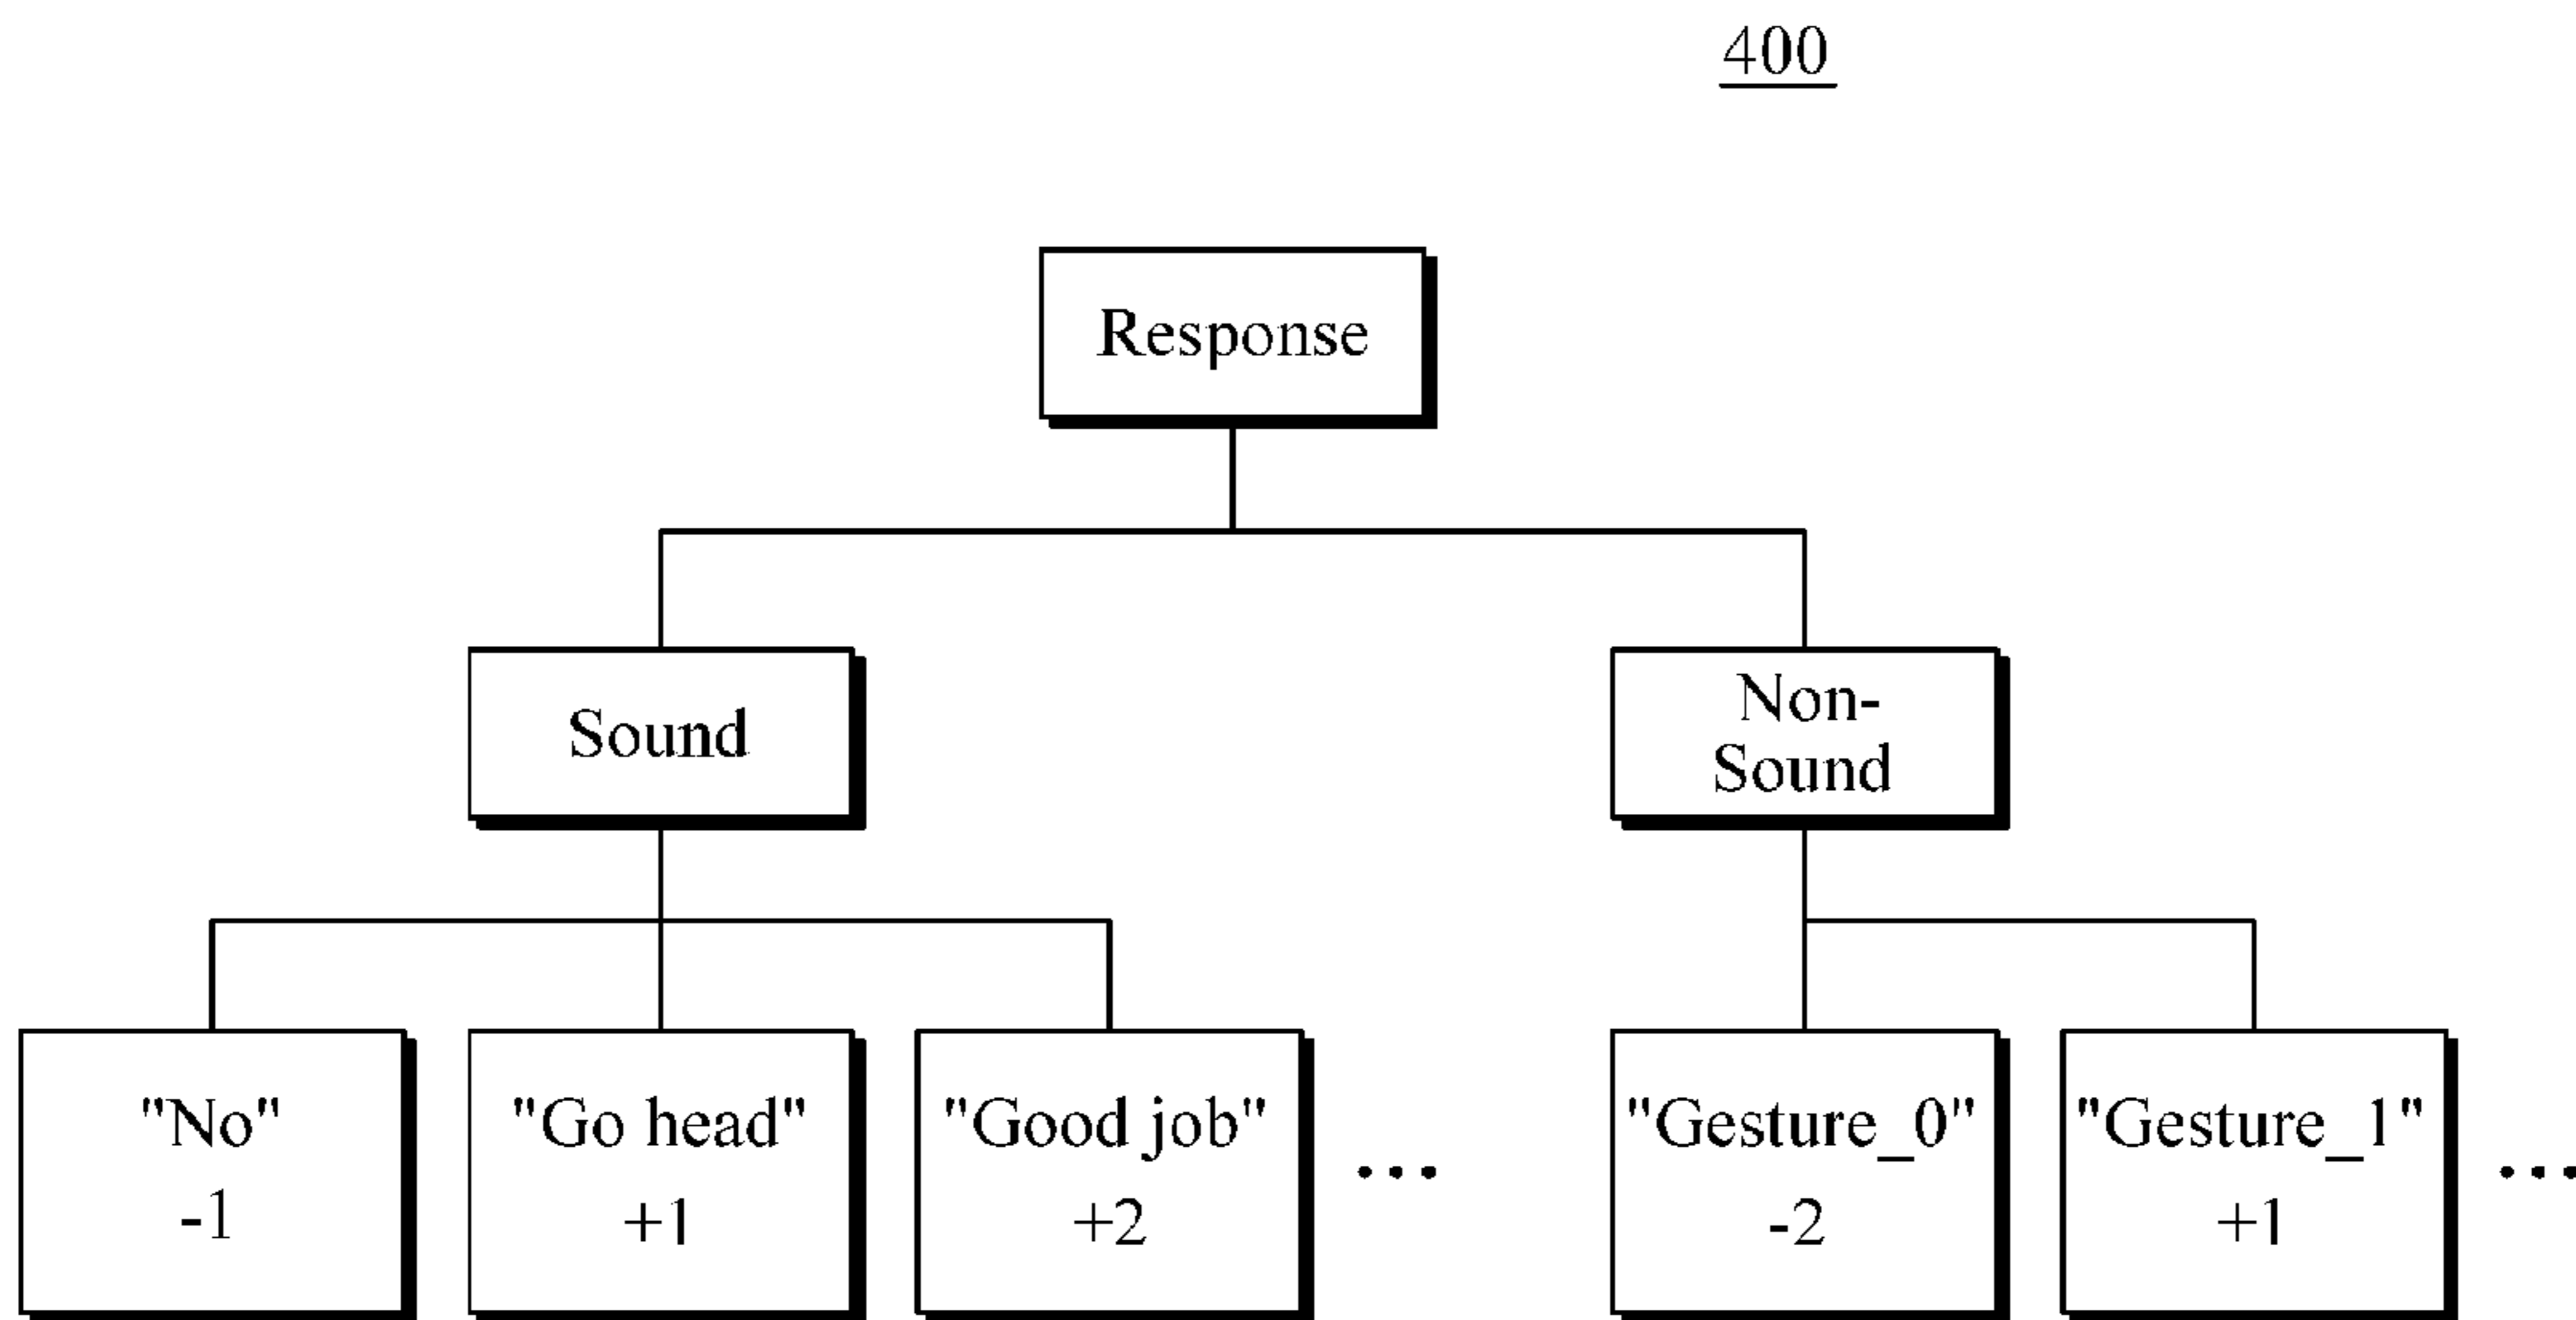 400
Response
Sound
Non-
Sound
"No"
-1
"Go head"
+1
"Good job"
+2
...
"Gesture_0"
-2
"Gesture_1"
+1
...